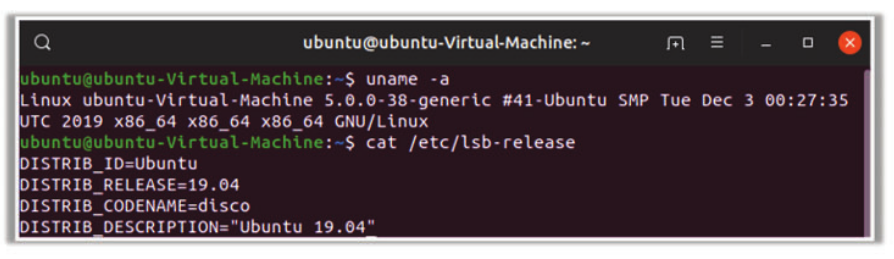 ubuntu@ubuntu-Virtual-Machine: ~
ubuntu@ubuntu-Virtual-Machine:~$ uname -a
Linux ubuntu-Virtual-Machine 5.0.0-38-generic #41-Ubuntu SMP Tue Dec 3 00:27:35
UTC 2019 x86_64 x86_64 x86_64 GNU/Linux
ubuntu@ubuntu-Virtual-Machine:~$ cat /etc/lsb-release
DISTRIB_ID=Ubuntu
DISTRIB_RELEASE=19.04
DISTRIB_CODENAME=disco
DISTRIB_DESCRIPTION="Ubuntu 19.04"